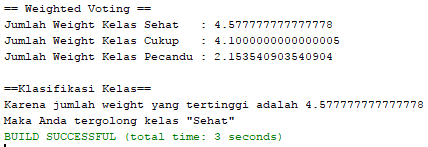 == Weighted Voting ==
Jumlah Weight Kelas Sehat   : 4.577777777777778
Jumlah Weight Kelas Cukup   : 4.1000000000000005
Jumlah Weight Kelas Pecandu : 2.153540903540904
==Klasifikasi Kelas==
Karena jumlah weight yang tertinggi adalah 4.577777777777778
Maka Anda tergolong kelas "Sehat"
BUILD SUCCESSFUL (total time: 3 seconds)